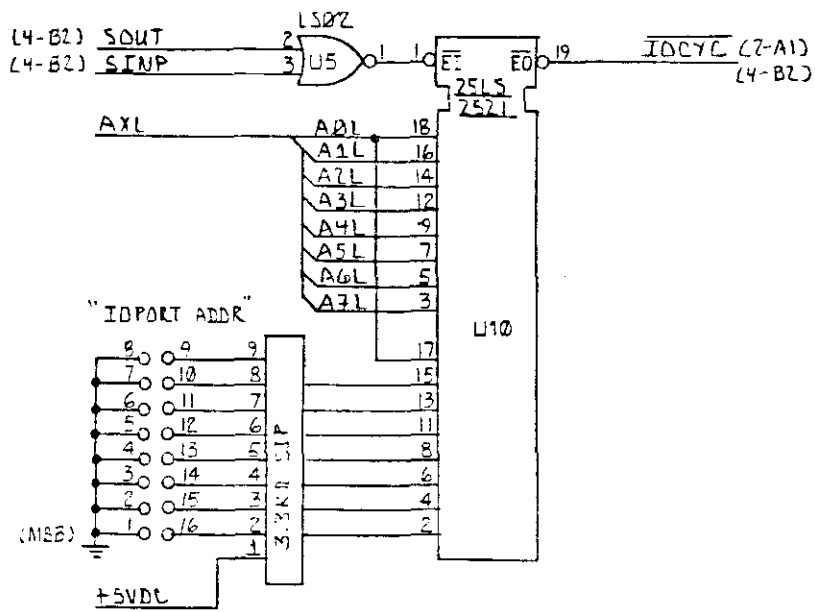 LS02
(4-B2) SOUT 2
(4-B2) SINP 3 U5 1 1 EI EO 19 IOCYC (2-A1)
(4-B2)
25LS
2521
AXL A0L 18
A1L 16
A2L 14
A3L 12
A4L 9
A5L 7
A6L 5
A7L 3
"IOPORT ADDR" U10
8 9 9 17
7 10 8 15
6 11 7 13
5 12 6 11
4 13 5 8
3 14 4 6
2 15 3 4
(MSB) 1 16 2 2
1
3.3KΩ SIP
+5VDC